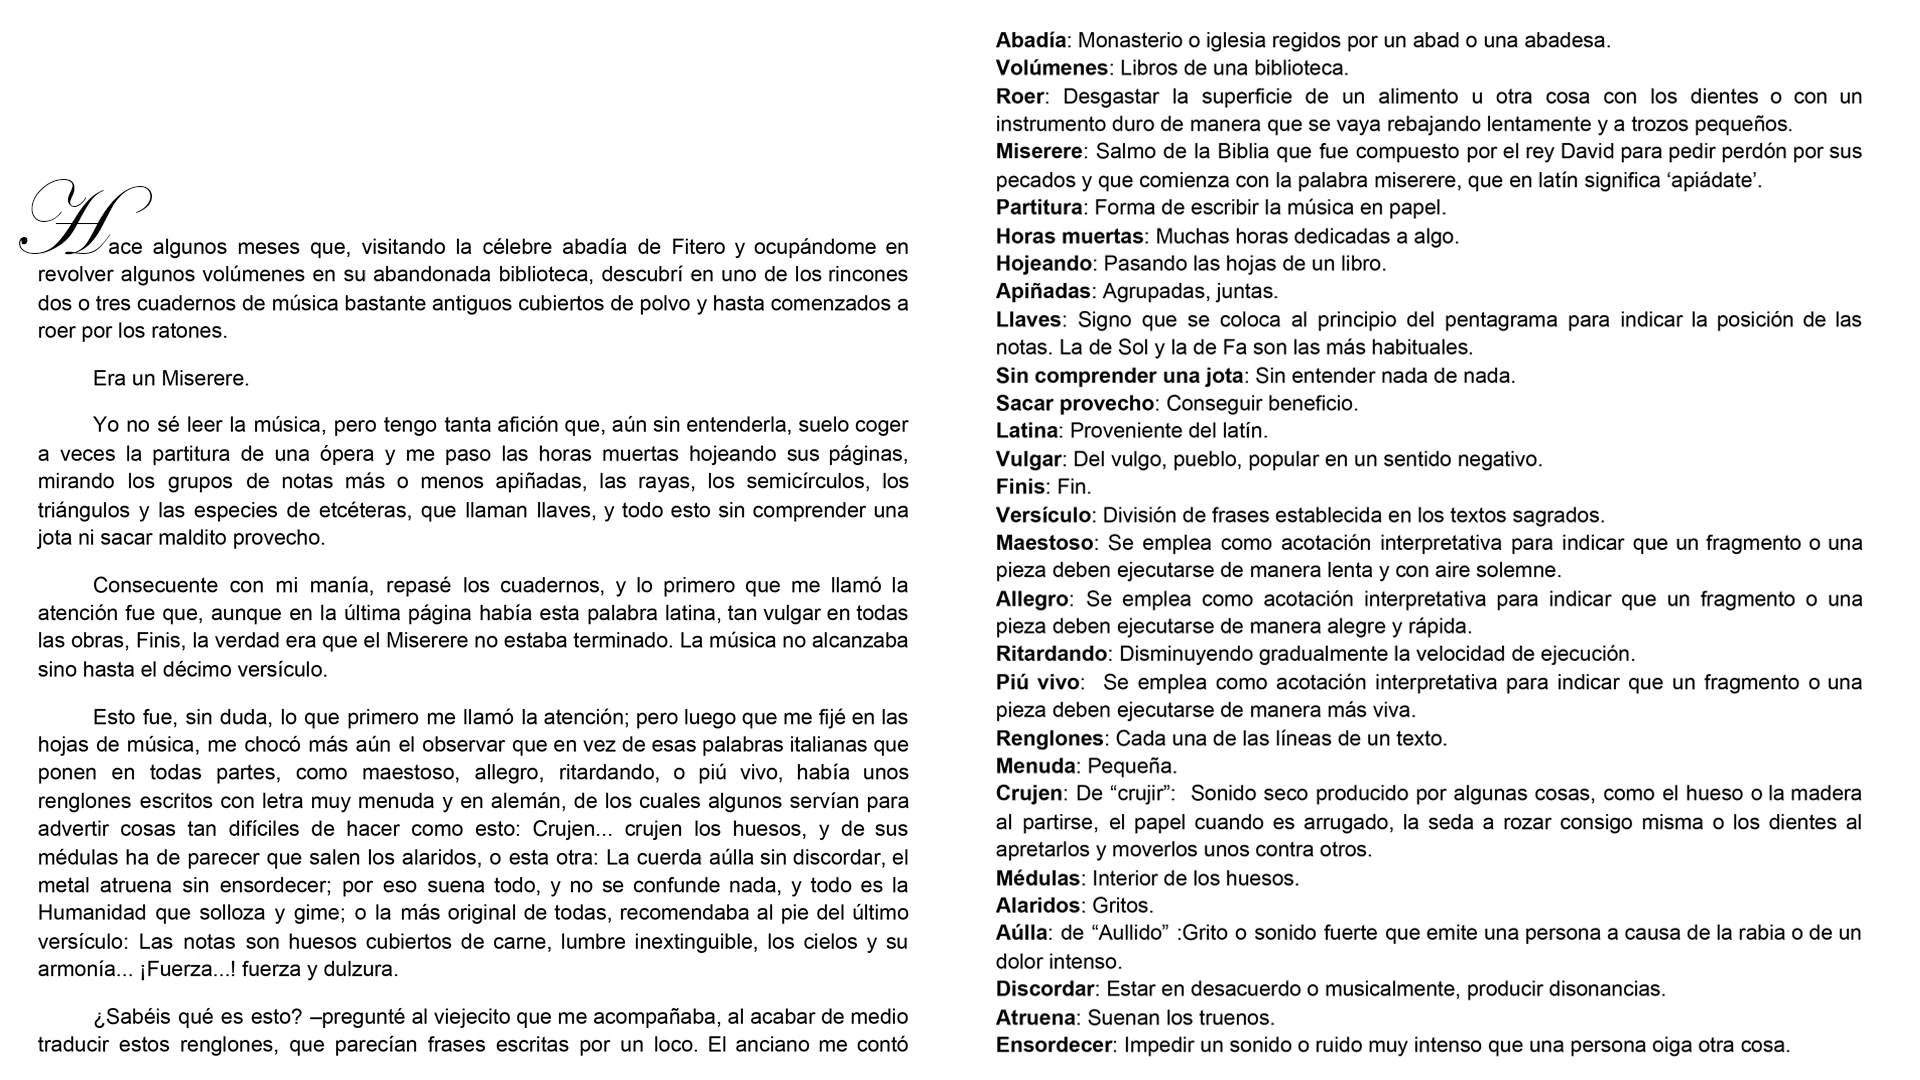 Hace algunos meses que, visitando la célebre abadía de Fitero y ocupándome en
revolver algunos volúmenes en su abandonada biblioteca, descubrí en uno de los rincones
dos o tres cuadernos de música bastante antiguos cubiertos de polvo y hasta comenzados a
roer por los ratones.
Era un Miserere.
Yo no sé leer la música, pero tengo tanta afición que, aún sin entenderla, suelo coger
a veces la partitura de una ópera y me paso las horas muertas hojeando sus páginas,
mirando los grupos de notas más o menos apiñadas, las rayas, los semicírculos, los
triángulos y las especies de etcéteras, que llaman llaves, y todo esto sin comprender una
jota ni sacar maldito provecho.
Consecuente con mi manía, repasé los cuadernos, y lo primero que me llamó la
atención fue que, aunque en la última página había esta palabra latina, tan vulgar en todas
las obras, Finis, la verdad era que el Miserere no estaba terminado. La música no alcanzaba
sino hasta el décimo versículo.
Esto fue, sin duda, lo que primero me llamó la atención; pero luego que me fijé en las
hojas de música, me chocó más aún el observar que en vez de esas palabras italianas que
ponen en todas partes, como maestoso, allegro, ritardando, o piú vivo, había unos
renglones escritos con letra muy menuda y en alemán, de los cuales algunos servían para
advertir cosas tan difíciles de hacer como esto: Crujen... crujen los huesos, y de sus
médulas ha de parecer que salen los alaridos, o esta otra: La cuerda aúlla sin discordar, el
metal atruena sin ensordecer; por eso suena todo, y no se confunde nada, y todo es la
Humanidad que solloza y gime; o la más original de todas, recomendaba al pie del último
versículo: Las notas son huesos cubiertos de carne, lumbre inextinguible, los cielos y su
armonía... ¡Fuerza...! fuerza y dulzura.
¿Sabéis qué es esto? –pregunté al viejecito que me acompañaba, al acabar de medio
traducir estos renglones, que parecían frases escritas por un loco. El anciano me contó
Abadía: Monasterio o iglesia regidos por un abad o una abadesa.
Volúmenes: Libros de una biblioteca.
Roer: Desgastar la superficie de un alimento u otra cosa con los dientes o con un
instrumento duro de manera que se vaya rebajando lentamente y a trozos pequeños.
Miserere: Salmo de la Biblia que fue compuesto por el rey David para pedir perdón por sus
pecados y que comienza con la palabra miserere, que en latín significa ‘apiádate’.
Partitura: Forma de escribir la música en papel.
Horas muertas: Muchas horas dedicadas a algo.
Hojeando: Pasando las hojas de un libro.
Apiñadas: Agrupadas, juntas.
Llaves: Signo que se coloca al principio del pentagrama para indicar la posición de las
notas. La de Sol y la de Fa son las más habituales.
Sin comprender una jota: Sin entender nada de nada.
Sacar provecho: Conseguir beneficio.
Latina: Proveniente del latín.
Vulgar: Del vulgo, pueblo, popular en un sentido negativo.
Finis: Fin.
Versículo: División de frases establecida en los textos sagrados.
Maestoso: Se emplea como acotación interpretativa para indicar que un fragmento o una
pieza deben ejecutarse de manera lenta y con aire solemne.
Allegro: Se emplea como acotación interpretativa para indicar que un fragmento o una
pieza deben ejecutarse de manera alegre y rápida.
Ritardando: Disminuyendo gradualmente la velocidad de ejecución.
Piú vivo: Se emplea como acotación interpretativa para indicar que un fragmento o una
pieza deben ejecutarse de manera más viva.
Renglones: Cada una de las líneas de un texto.
Menuda: Pequeña.
Crujen: De “crujir”: Sonido seco producido por algunas cosas, como el hueso o la madera
al partirse, el papel cuando es arrugado, la seda a rozar consigo misma o los dientes al
apretarlos y moverlos unos contra otros.
Médulas: Interior de los huesos.
Alaridos: Gritos.
Aúlla: de “Aullido” :Grito o sonido fuerte que emite una persona a causa de la rabia o de un
dolor intenso.
Discordar: Estar en desacuerdo o musicalmente, producir disonancias.
Atruena: Suenan los truenos.
Ensordecer: Impedir un sonido o ruido muy intenso que una persona oiga otra cosa.